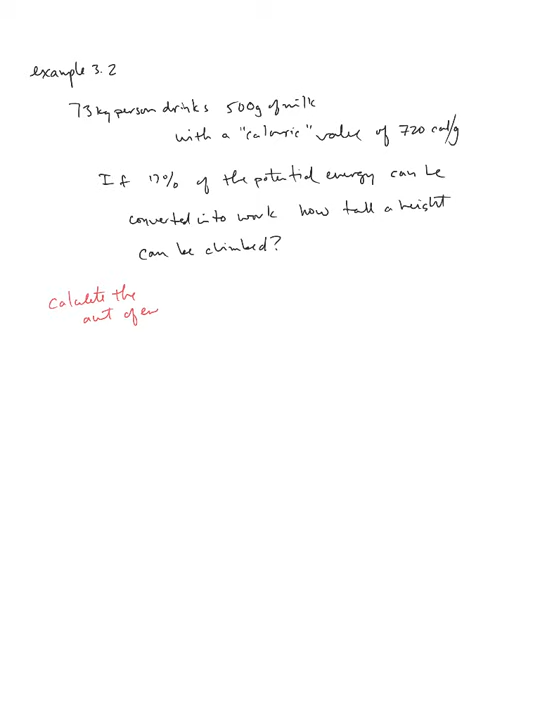 example 3.2
73 kg person drinks 500g of milk
with a "caloric" value of 720 cal/g
If 17% of the potential energy can be
converted into work how tall a height
can be climbed?
Calculate the
amt of en